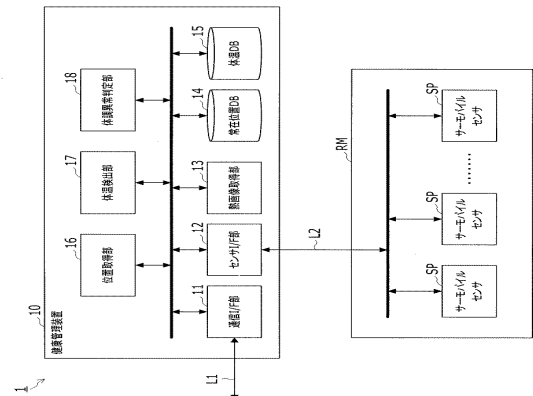 1
10
健康管理装置
16
位置取得部
17
体温検出部
18
体調異常判定部
11
通信I/F部
12
センサI/F部
13
熱画像取得部
14
常在位置DB
15
体温DB
L1
L2
RM
SP
サーモパイル
センサ
SP
サーモパイル
センサ
........
SP
サーモパイル
センサ